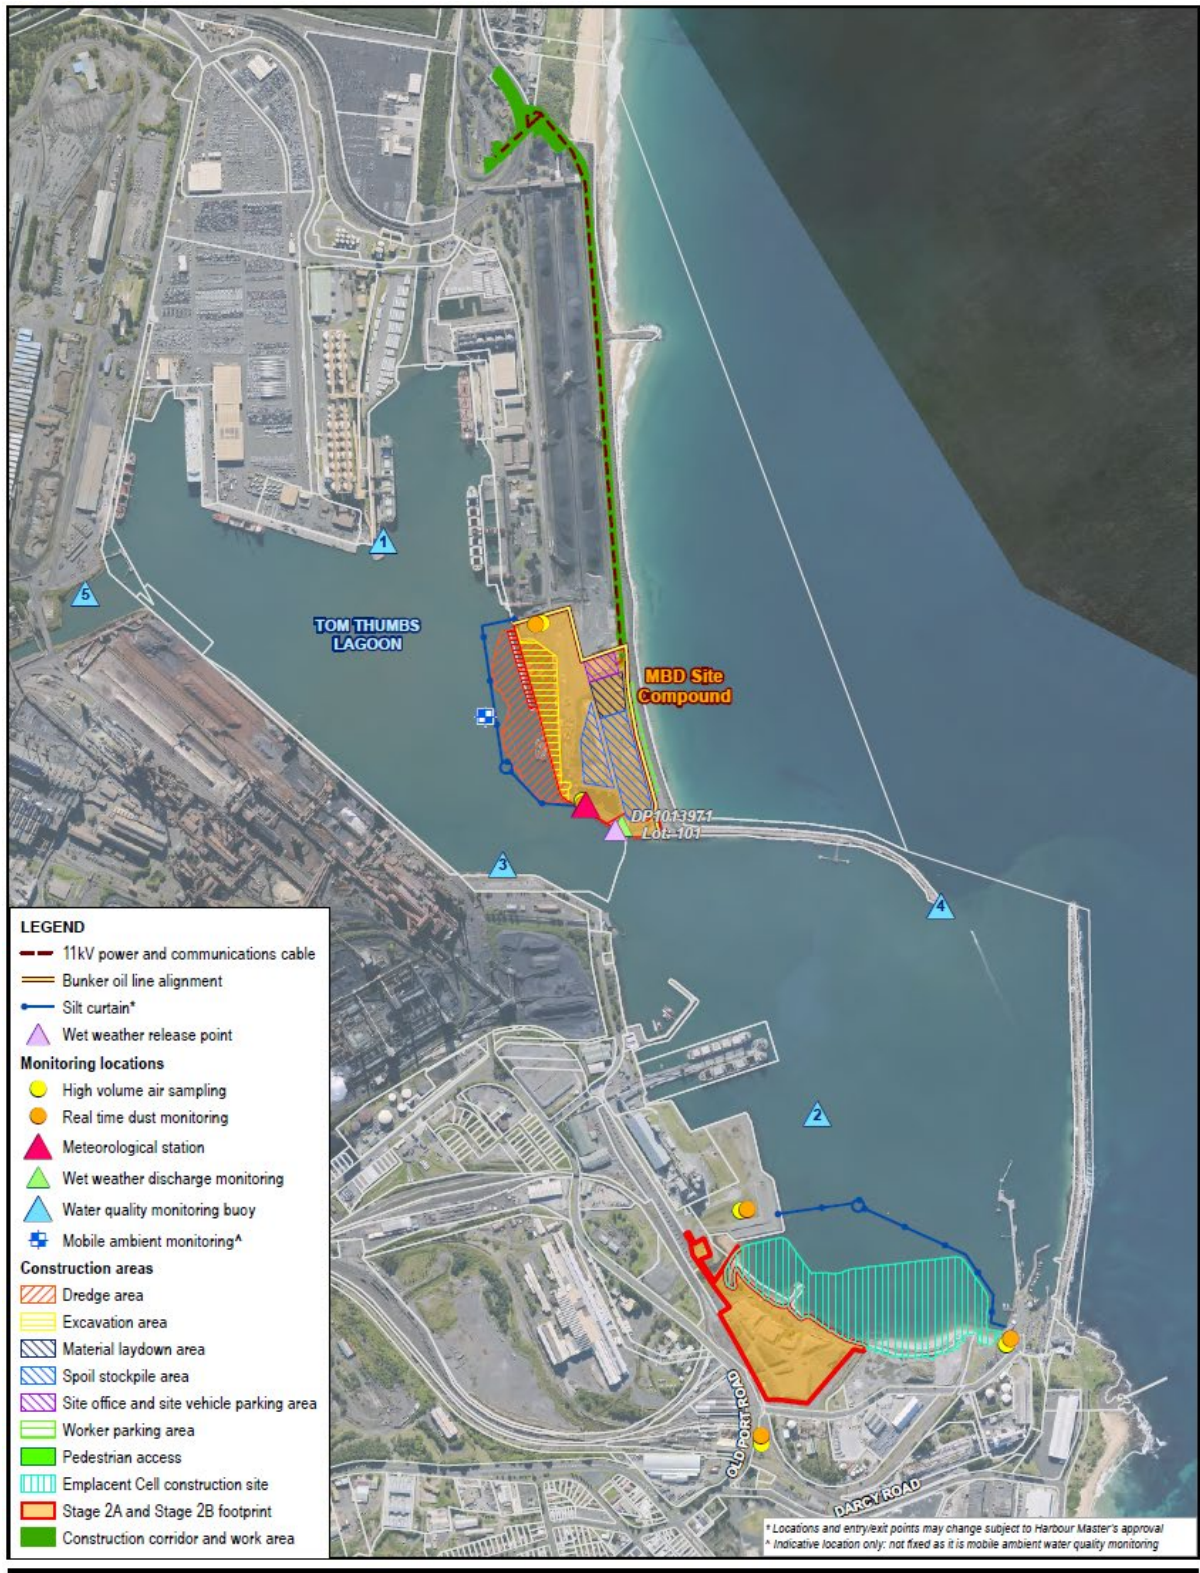 1
5
TOM THUMBS
LAGOON
MBD Site
Compound
DP1013971
Lot: 101
3
4
2
OLD PORT ROAD
DARCY ROAD
LEGEND
11kV power and communications cable
Bunker oil line alignment
Silt curtain*
Wet weather release point
Monitoring locations
High volume air sampling
Real time dust monitoring
Meteorological station
Wet weather discharge monitoring
Water quality monitoring buoy
Mobile ambient monitoring^
Construction areas
Dredge area
Excavation area
Material laydown area
Spoil stockpile area
Site office and site vehicle parking area
Worker parking area
Pedestrian access
Emplacent Cell construction site
Stage 2A and Stage 2B footprint
Construction corridor and work area
* Locations and entry/exit points may change subject to Harbour Master's approval
^ Indicative location only: not fixed as it is mobile ambient water quality monitoring